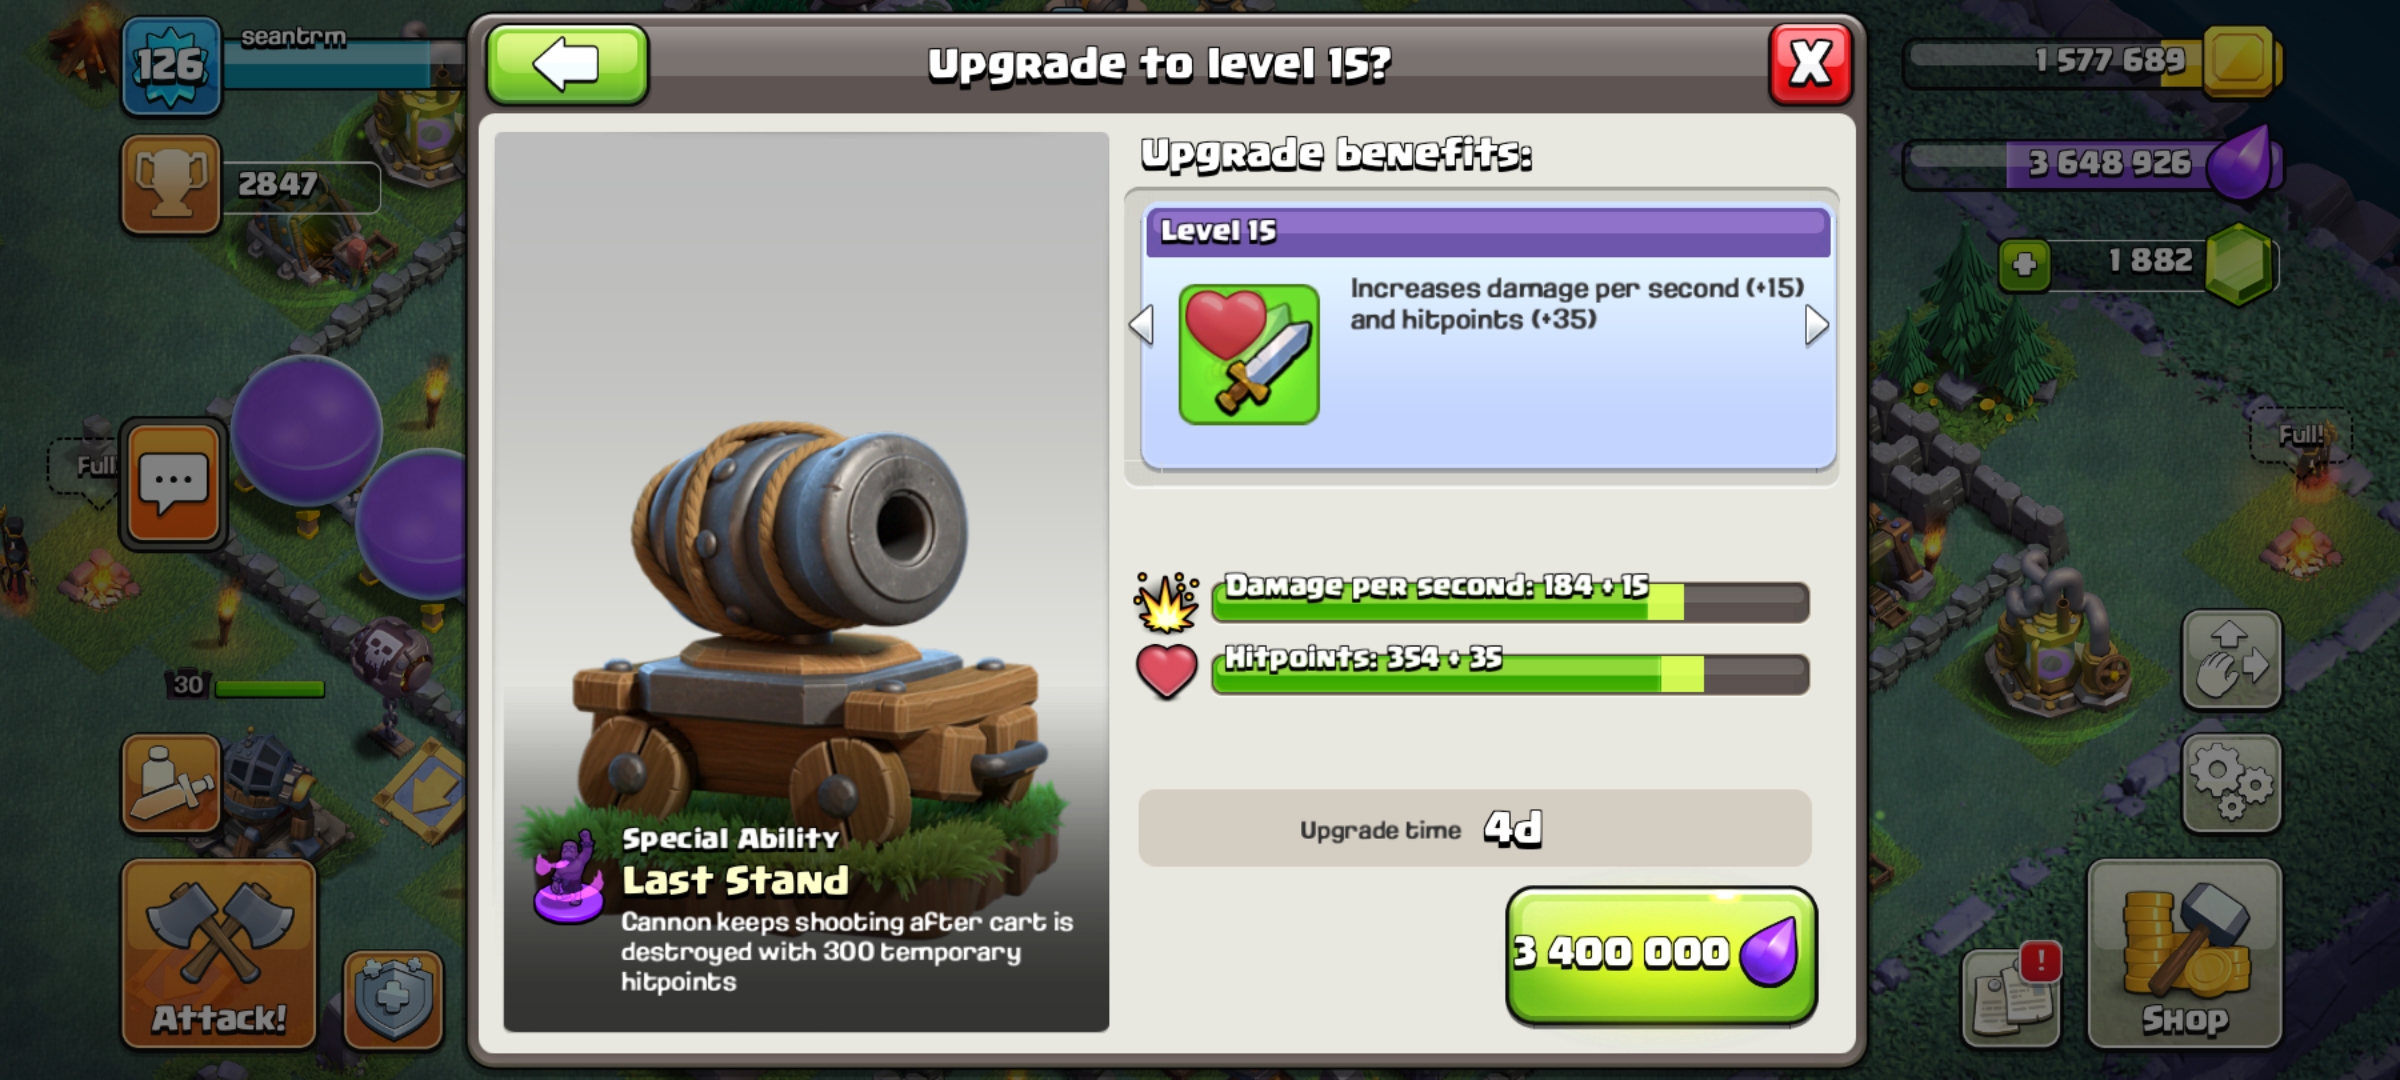 126
seantrm
2847
Full
30
Attack!
Upgrade to level 15?
X
Special Ability
Last Stand
Cannon keeps shooting after cart is
destroyed with 300 temporary
hitpoints
Upgrade benefits:
Level 15
Increases damage per second (+15)
and hitpoints (+35)
Damage per second: 184 + 15
Hitpoints: 354 + 35
Upgrade time 4d
3 400 000
1 577 689
3 648 926
1 882
Full!
!
Shop